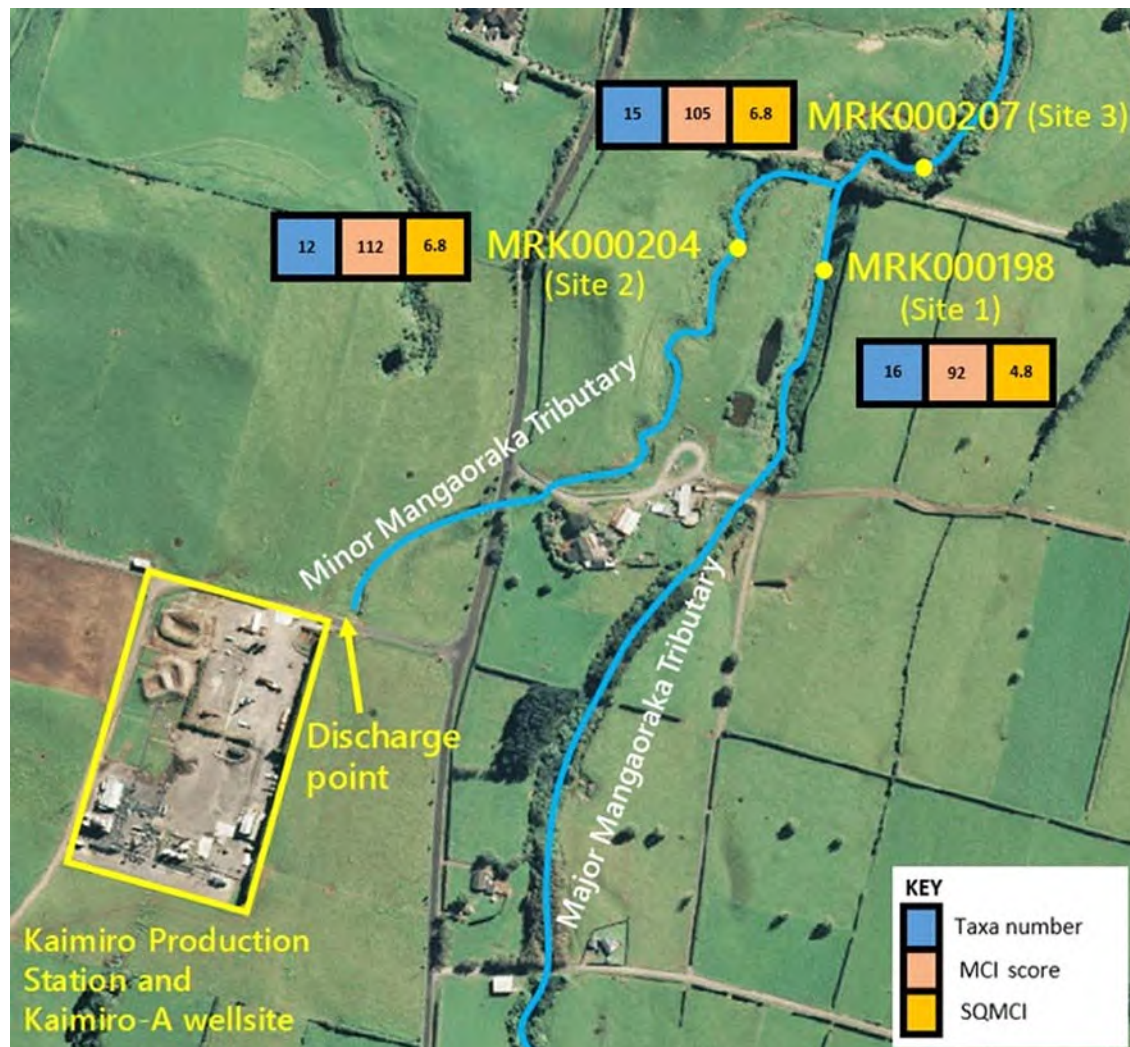 15 105 6.8
MRK000207 (Site 3)
12 112 6.8
MRK000204
(Site 2)
MRK000198
(Site 1)
16 92 4.8
Minor Mangaoraka Tributary
Major Mangaoraka Tributary
Discharge
point
Kaimiro Production
Station and
Kaimiro-A wellsite
KEY
Taxa number
MCI score
SQMCI